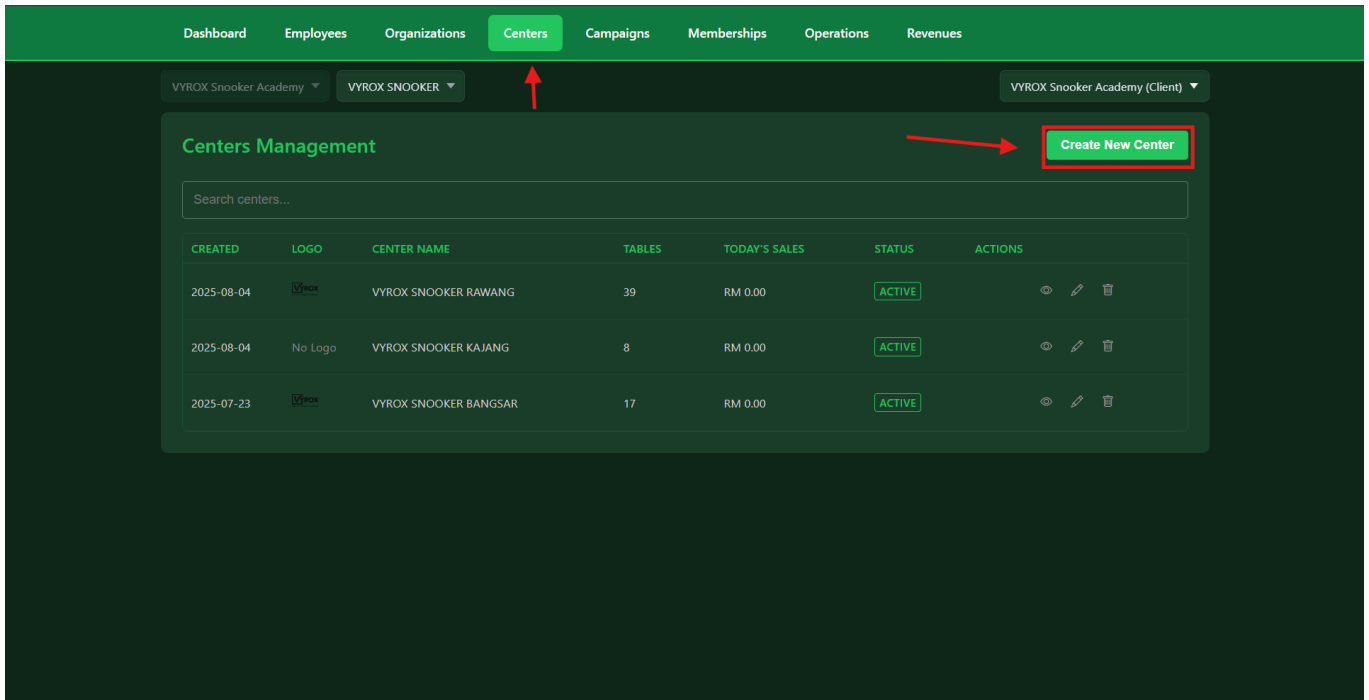 Dashboard Employees Organizations Centers Campaigns Memberships Operations Revenues
VYROX Snooker Academy VYROX SNOOKER VYROX Snooker Academy (Client)
Centers Management Create New Center
Search centers...
CREATED LOGO CENTER NAME TABLES TODAY'S SALES STATUS ACTIONS
2025-08-04 VYROX VYROX SNOOKER RAWANG 39 RM 0.00 ACTIVE
2025-08-04 No Logo VYROX SNOOKER KAJANG 8 RM 0.00 ACTIVE
2025-07-23 VYROX VYROX SNOOKER BANGSAR 17 RM 0.00 ACTIVE